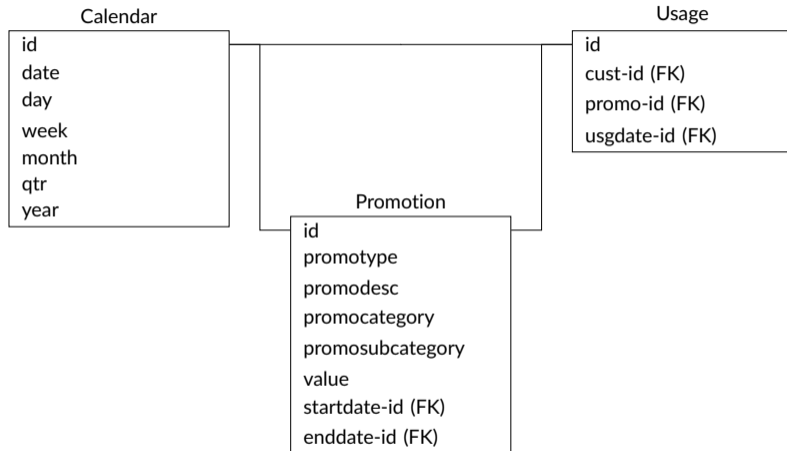 Calendar
id
date
day
week
month
qtr
year
Usage
id
cust-id (FK)
promo-id (FK)
usgdate-id (FK)
Promotion
id
promotype
promodesc
promocategory
promosubcategory
value
startdate-id (FK)
enddate-id (FK)